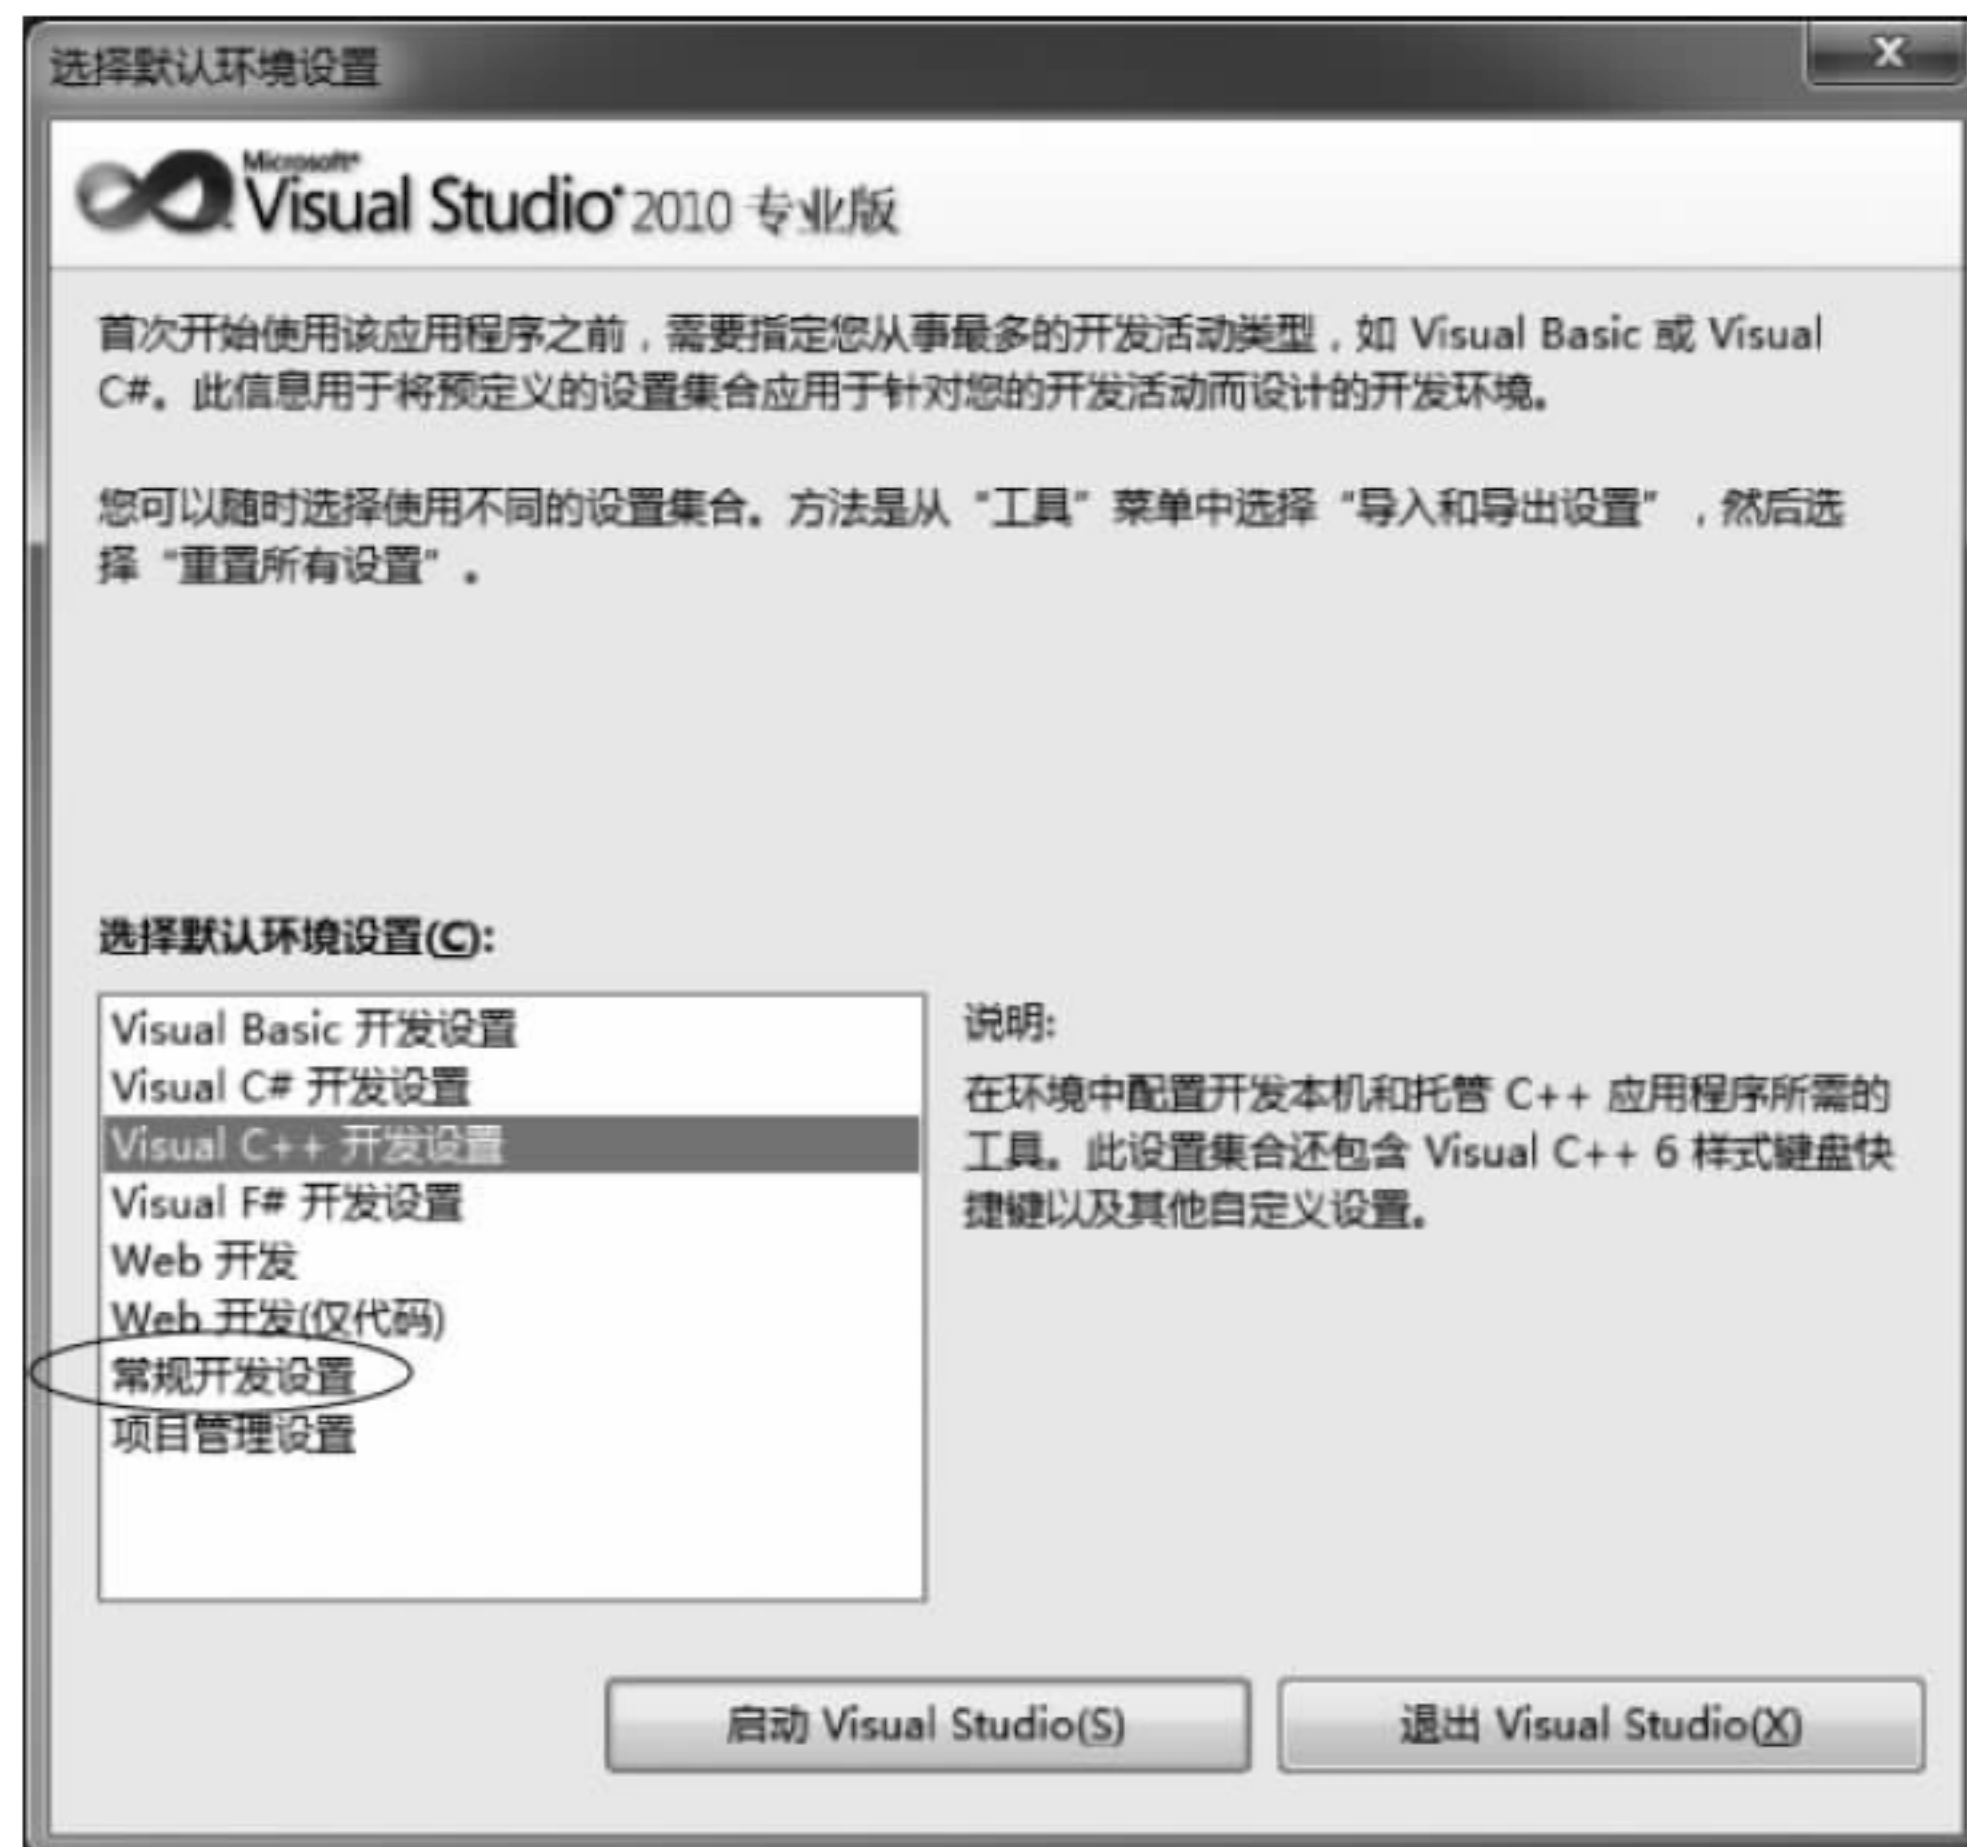 选择默认环境设置
Microsoft
Visual Studio 2010 专业版
首次开始使用该应用程序之前，需要指定您从事最多的开发活动类型，如 Visual Basic 或 Visual
C#。此信息用于将预定义的设置集合应用于针对您的开发活动而设计的开发环境。
您可以随时选择使用不同的设置集合。方法是从“工具”菜单中选择“导入和导出设置”，然后选
择“重置所有设置”。
选择默认环境设置(C):
Visual Basic 开发设置
Visual C# 开发设置
Visual C++ 开发设置
Visual F# 开发设置
Web 开发
Web 开发(仅代码)
常规开发设置
项目管理设置
说明:
在环境中配置开发本机和托管 C++ 应用程序所需的
工具。此设置集合还包含 Visual C++ 6 样式键盘快
捷键以及其他自定义设置。
启动 Visual Studio(S)
退出 Visual Studio(X)